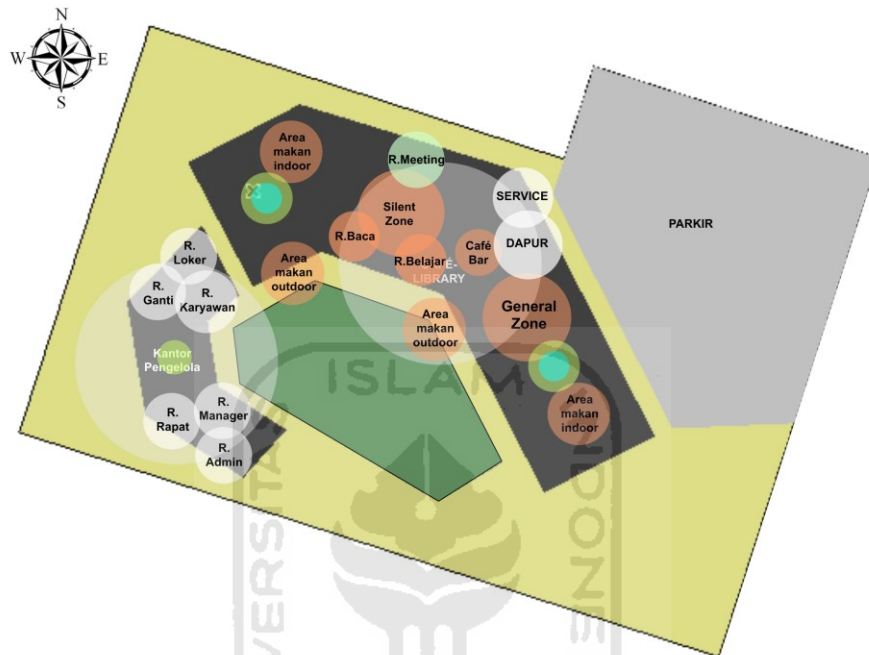 N
W E
S
Area
makan
indoor
R.Meeting
SERVICE
Silent
Zone
PARKIR
R.Baca
DAPUR
Café
Bar
R.Belajar
É-
LIBRARY
R.
Loker
Area
makan
outdoor
R.
Ganti
R.
Karyawan
General
Zone
Area
makan
outdoor
Kantor
Pengelola
Area
makan
indoor
R.
Manager
R.
Rapat
R.
Admin
ISLAM